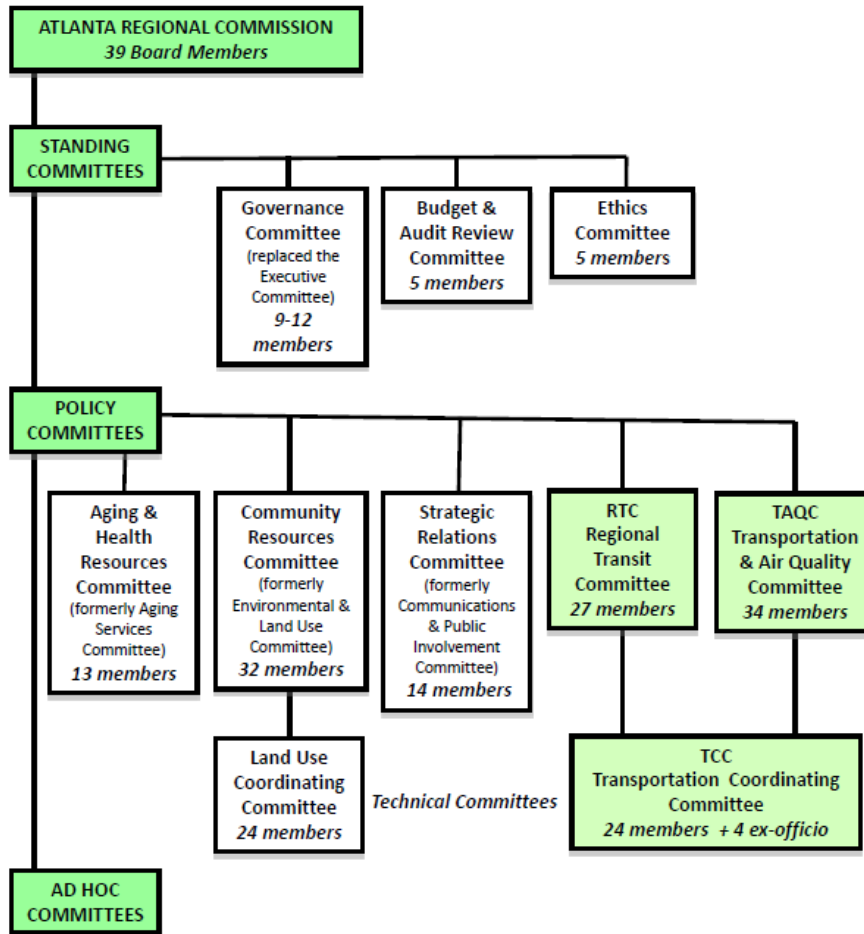 ATLANTA REGIONAL COMMISSION
39 Board Members
STANDING
COMMITTEES
Governance
Committee
(replaced the
Executive
Committee)
9-12
members
Budget &
Audit Review
Committee
5 members
Ethics
Committee
5 members
POLICY
COMMITTEES
Aging &
Health
Resources
Committee
(formerly Aging
Services
Committee)
13 members
Community
Resources
Committee
(formerly
Environmental &
Land Use
Committee)
32 members
Strategic
Relations
Committee
(formerly
Communications
& Public
Involvement
Committee)
14 members
RTC
Regional
Transit
Committee
27 members
TAQC
Transportation
& Air Quality
Committee
34 members
Land Use
Coordinating
Committee
24 members
Technical Committees
TCC
Transportation Coordinating
Committee
24 members + 4 ex-officio
AD HOC
COMMITTEES